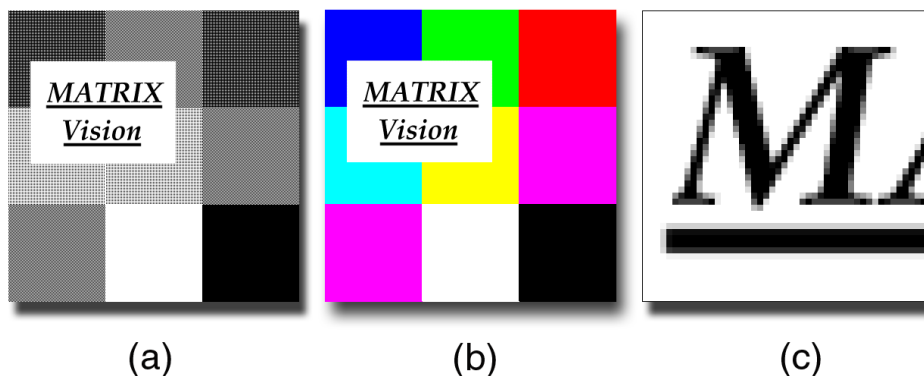 MATRIX
Vision
MATRIX
Vision
M
(a)
(b)
(c)